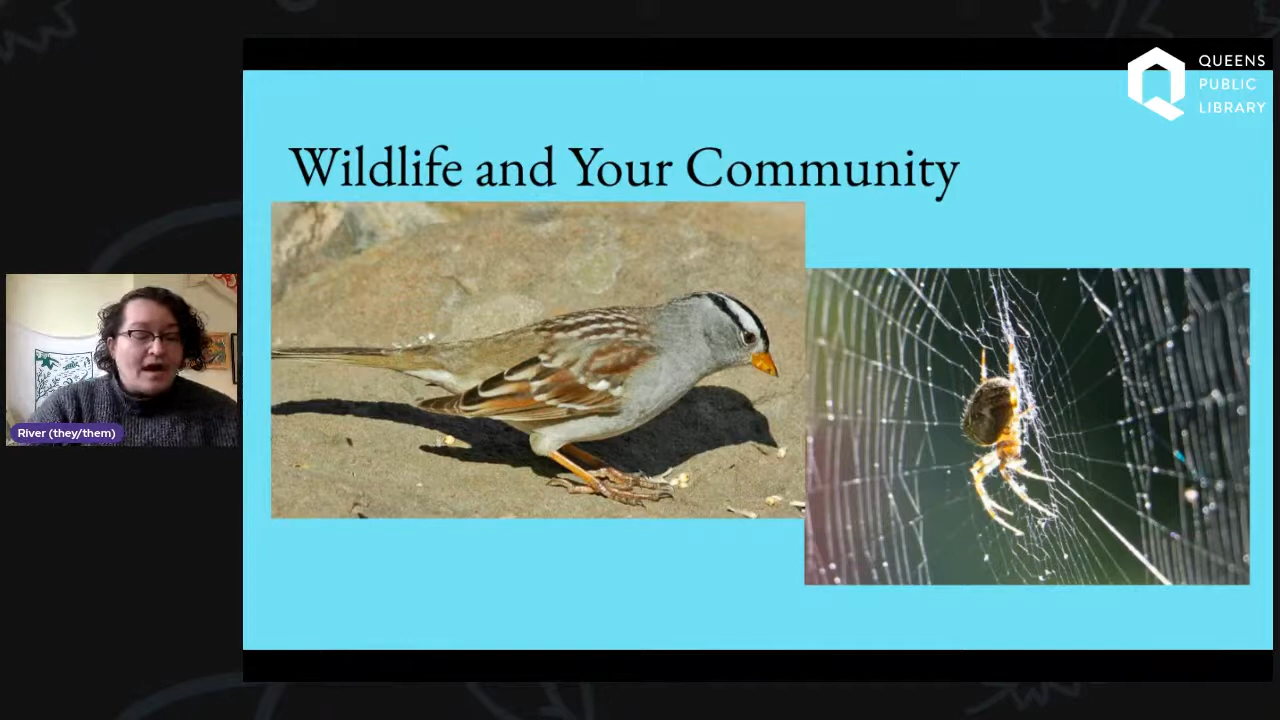 QUEENS
PUBLIC
LIBRARY
Wildlife and Your Community
River (they/them)